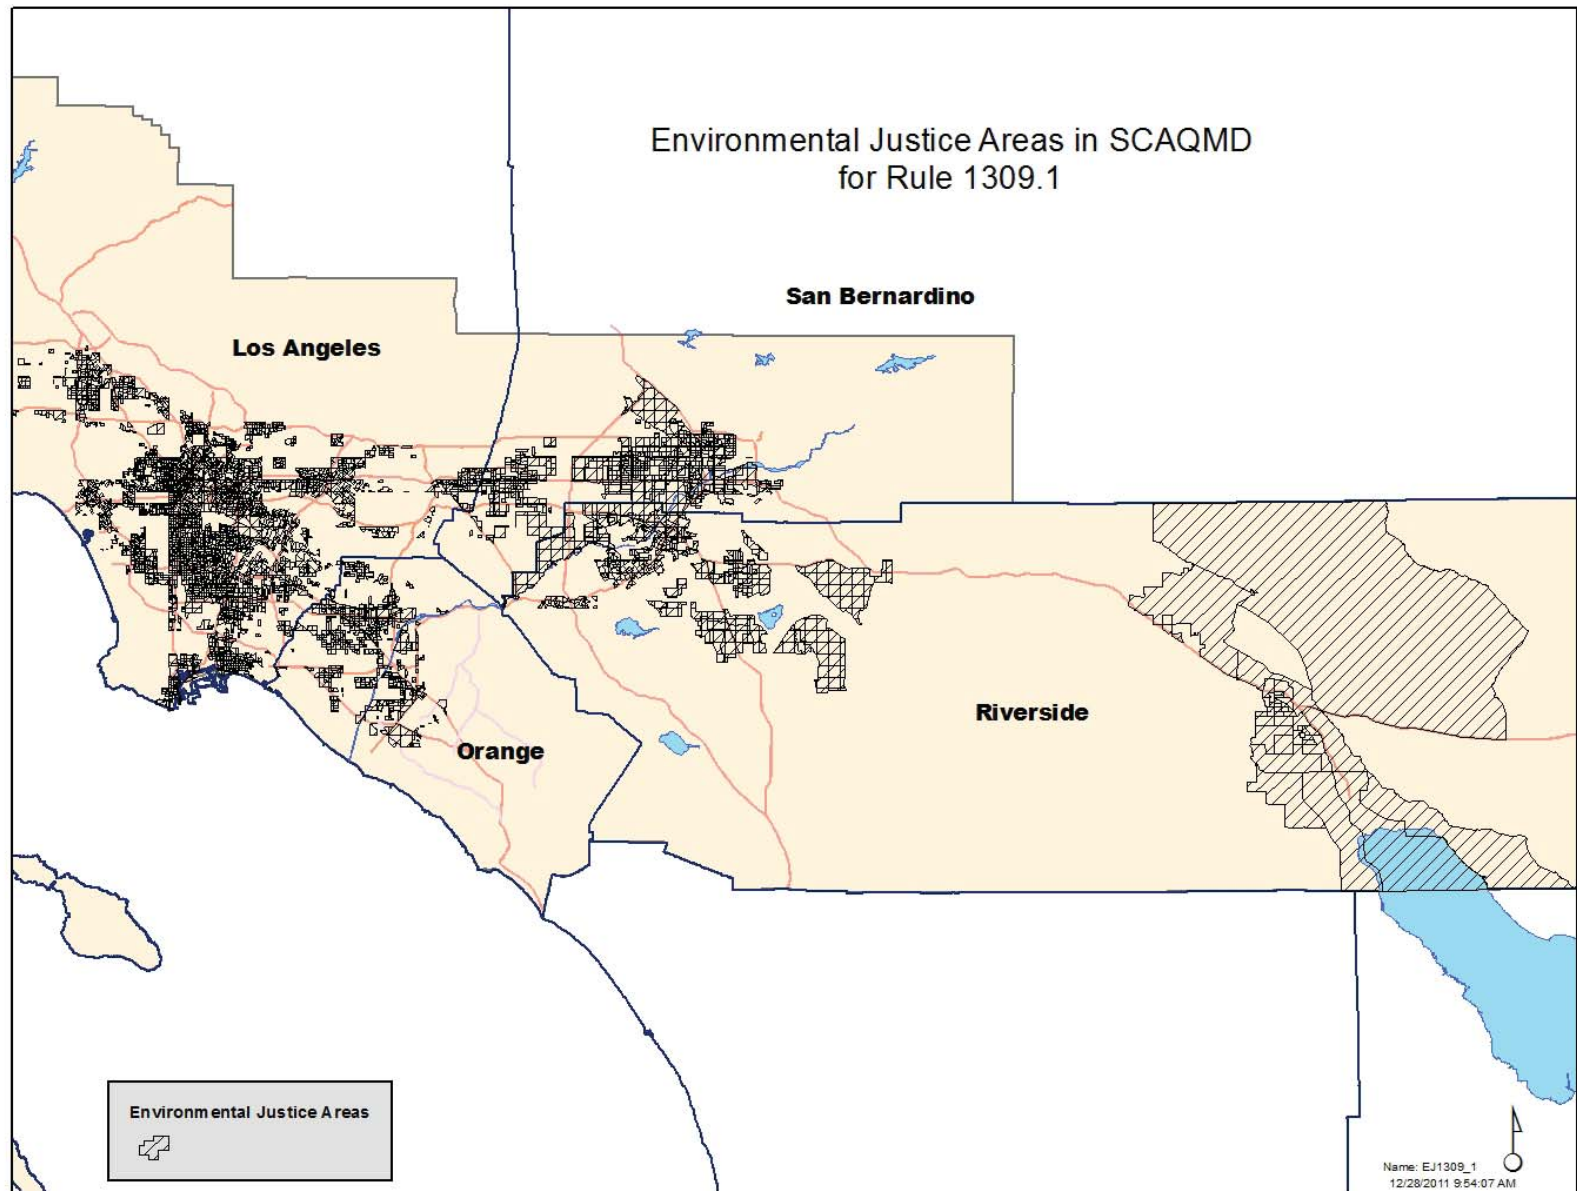 Environmental Justice Areas in SCAQMD
for Rule 1309.1
San Bernardino
Los Angeles
Riverside
Orange
Environmental Justice Areas
Name: EJ1309_1
12/28/2011 9:54:07 AM